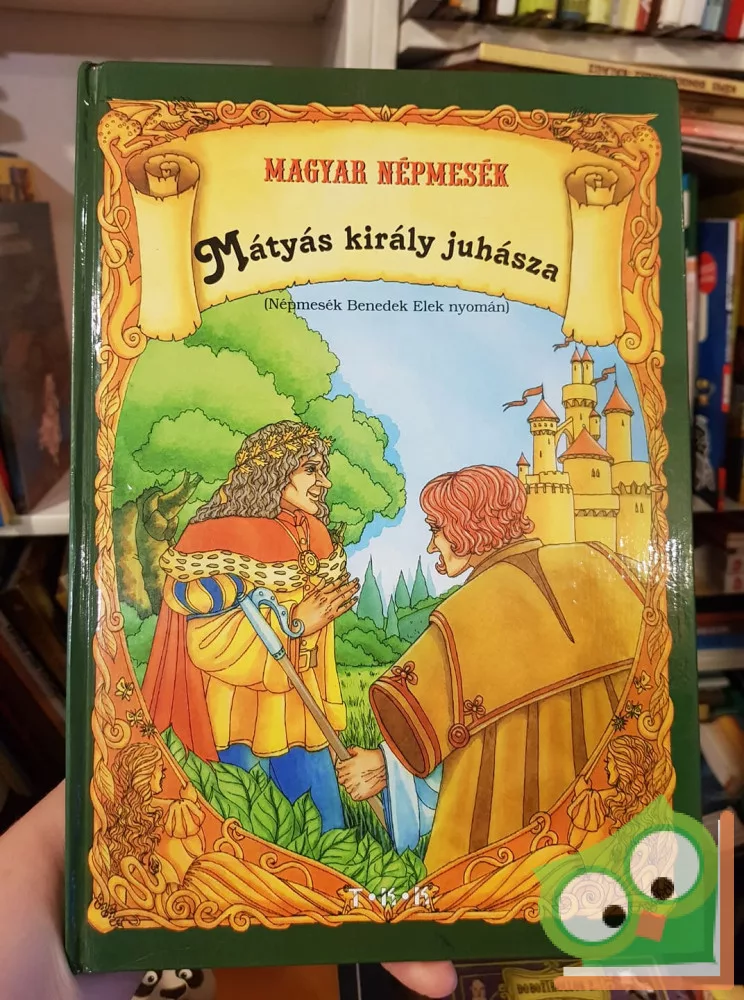 MAGYAR NÉPMESÉK
Mátyás király juhásza
(Népmesék Benedek Elek nyomán)
T•K•K